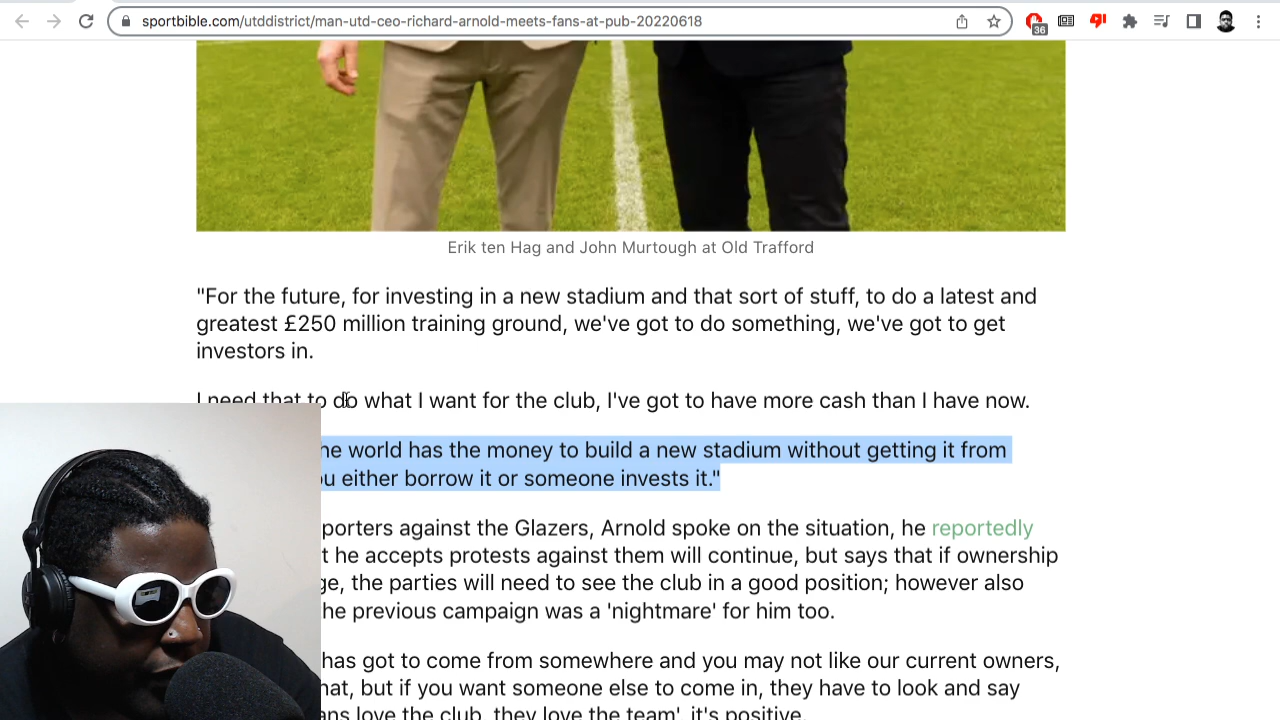 sportbible.com/utddistrict/man-utd-ceo-richard-arnold-meets-fans-at-pub-20220618
36
Erik ten Hag and John Murtough at Old Trafford
"For the future, for investing in a new stadium and that sort of stuff, to do a latest and
greatest £250 million training ground, we've got to do something, we've got to get
investors in.
I need that to do what I want for the club, I've got to have more cash than I have now.
world has the money to build a new stadium without getting it from
either borrow it or someone invests it."
against the Glazers, Arnold spoke on the situation, he reportedly
he accepts protests against them will continue, but says that if ownership
the parties will need to see the club in a good position; however also
previous campaign was a 'nightmare' for him too.
has got to come from somewhere and you may not like our current owners,
but if you want someone else to come in, they have to look and say
love the club, they love the team', it's positive.